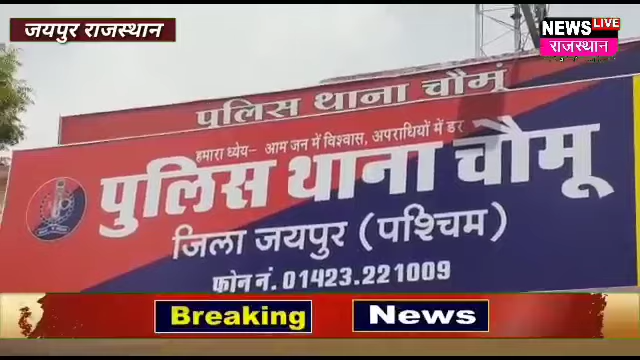 जयपुर राजस्थान
NEWS LIVE
राजस्थान
पुलिस थाना चौमूं
हमारा ध्येय- आम जन में विश्वास, अपराधियों में डर
पुलिस थाना चौमू
जिला जयपुर (पश्चिम)
फोन नं. 01423.221009
Breaking News